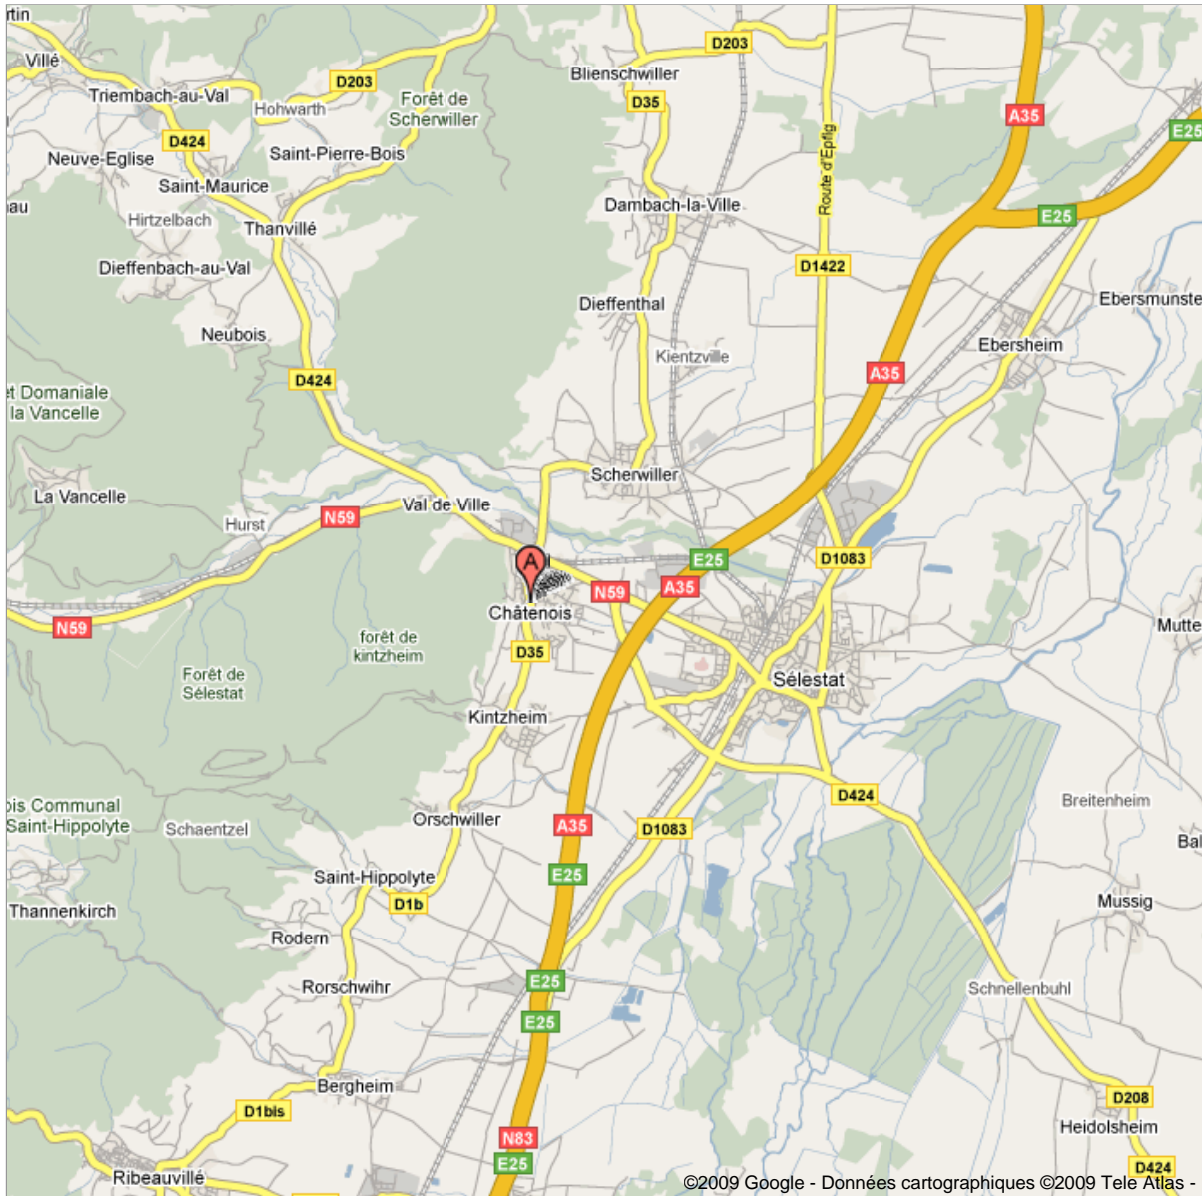 rtin
D203
Villé
Blienschwiller
D203
Triembach-au-Val
Hohwarth
Forêt de
Scherwiller
D35
A35
E25
D424
Neuve-Eglise
Saint-Pierre-Bois
Route d'Epfig
Saint-Maurice
nau
Hirtzelbach
Thanvillé
Dambach-la-Ville
E25
Dieffenbach-au-Val
D1422
Dieffenthal
Ebersmunste
Neubois
Kientzville
Ebersheim
D424
A35
et Domaniale
la Vancelle
Scherwiller
La Vancelle
Val de Ville
Hurst
N59
A
E25
D1083
N59
A35
Châtenois
N59
Mutte
forêt de
kintzheim
D35
Forêt de
Sélestat
Sélestat
Kintzheim
D424
ois Communal
Saint-Hippolyte
Schaentzel
Orschwiller
A35
D1083
Breitenheim
Bal
Saint-Hippolyte
E25
D1b
Thannenkirch
Mussig
Rodern
Rorschwihr
E25
Schnellenbuhl
E25
Bergheim
D1bis
D208
Heidolsheim
N83
E25
D424
Ribeauvillé
©2009 Google - Données cartographiques ©2009 Tele Atlas -